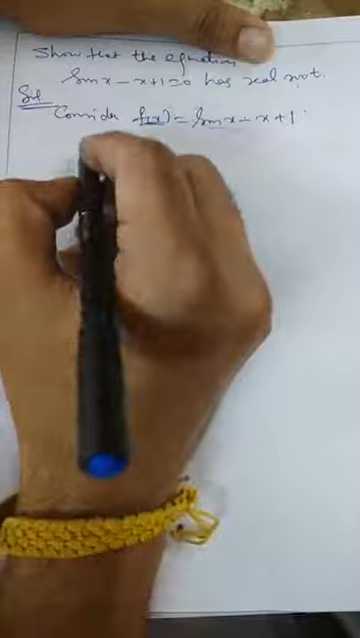 Show that the equation
sin x - x + 1 = 0 has real root.
Sol
Consider f(x) = sin x - x + 1